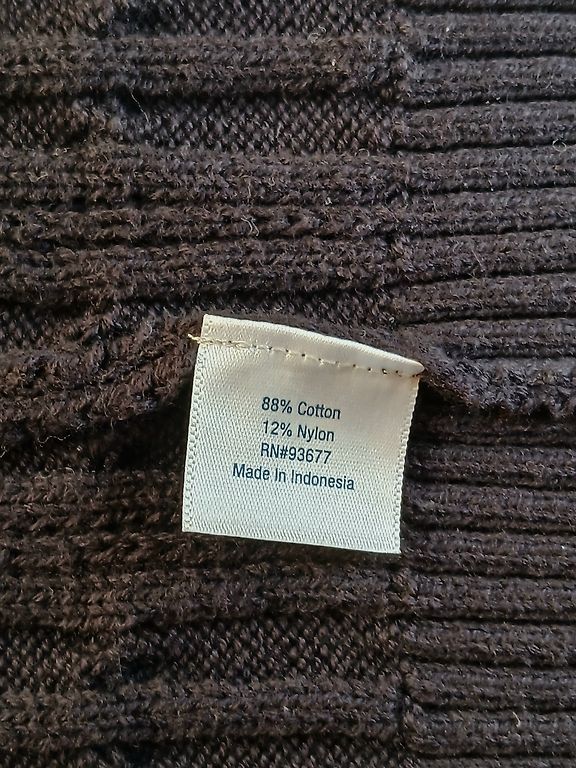 88% Cotton
12% Nylon
RN#93677
Made In Indonesia